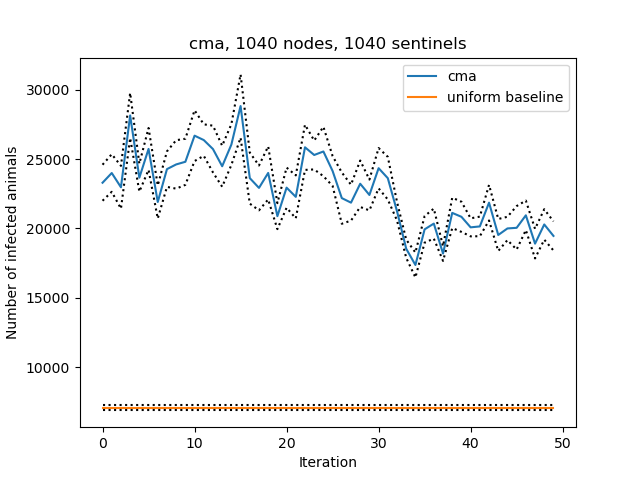 cma, 1040 nodes, 1040 sentinels
cma
uniform baseline
Number of infected animals
30000
25000
20000
15000
10000
0 10 20 30 40 50
Iteration